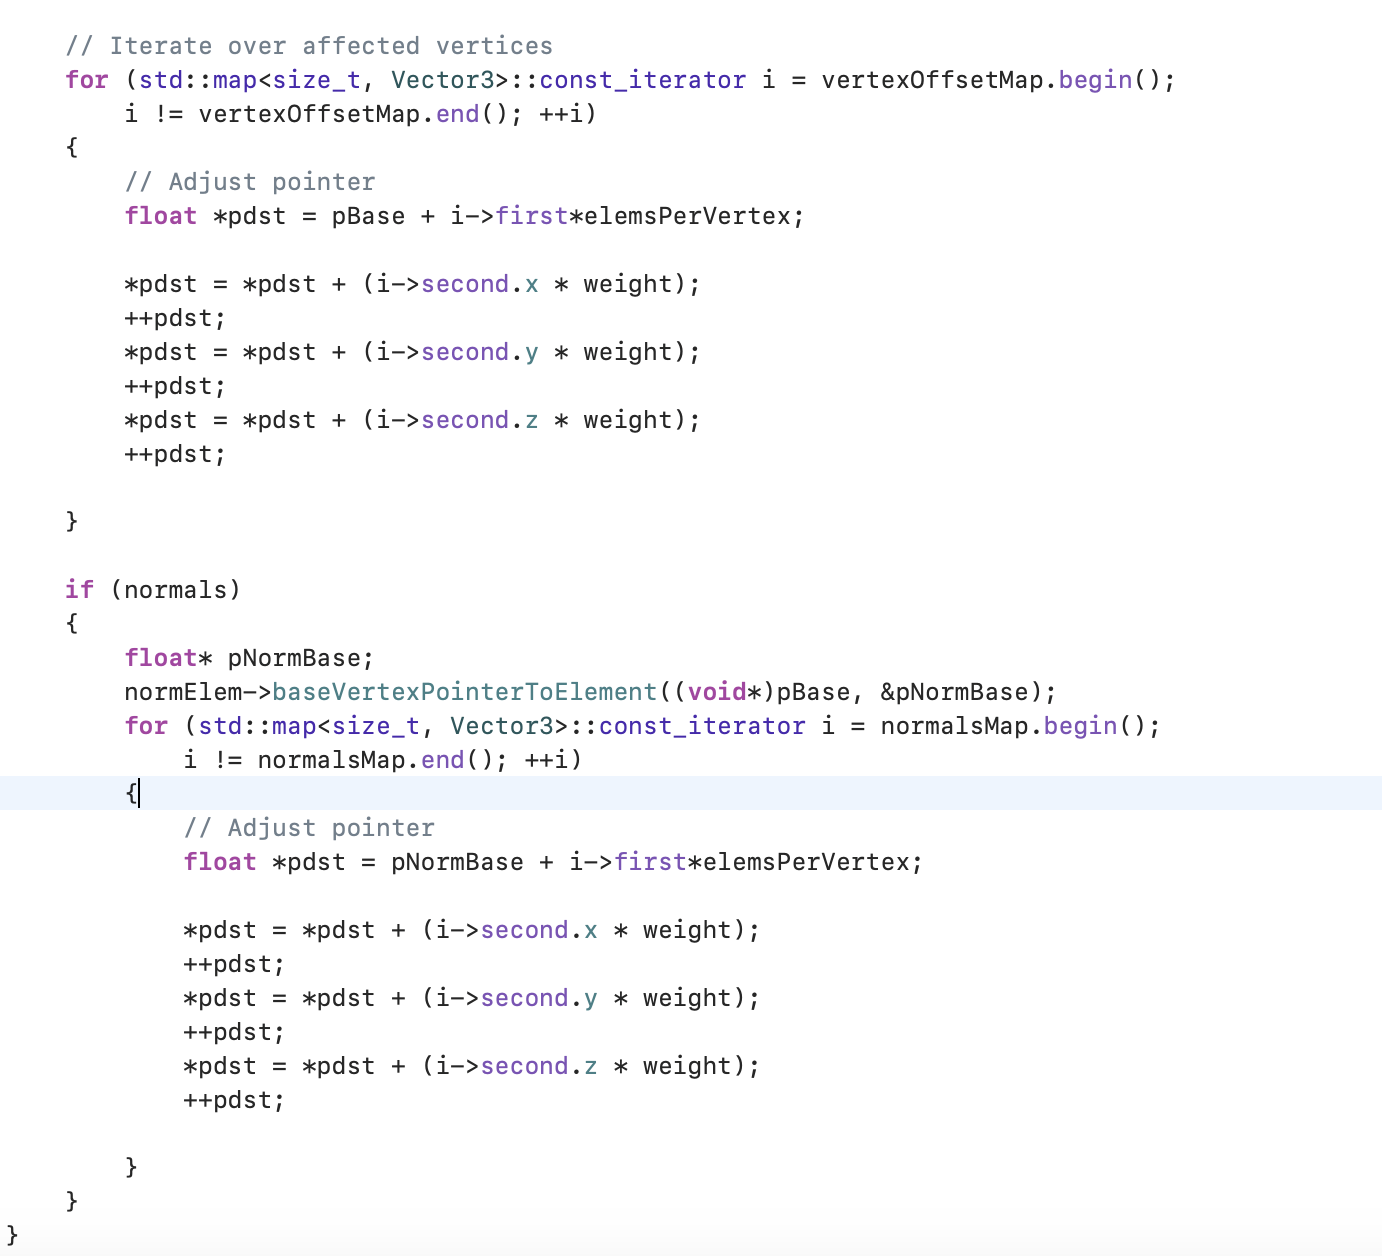 // Iterate over affected vertices
for (std::map<size_t, Vector3>::const_iterator i = vertexOffsetMap.begin();
i != vertexOffsetMap.end(); ++i)
{
// Adjust pointer
float *pdst = pBase + i->first*elemsPerVertex;
*pdst = *pdst + (i->second.x * weight);
++pdst;
*pdst = *pdst + (i->second.y * weight);
++pdst;
*pdst = *pdst + (i->second.z * weight);
++pdst;
}
if (normals)
{
float* pNormBase;
normElem->baseVertexPointerToElement((void*)pBase, &pNormBase);
for (std::map<size_t, Vector3>::const_iterator i = normalsMap.begin();
i != normalsMap.end(); ++i)
{
// Adjust pointer
float *pdst = pNormBase + i->first*elemsPerVertex;
*pdst = *pdst + (i->second.x * weight);
++pdst;
*pdst = *pdst + (i->second.y * weight);
++pdst;
*pdst = *pdst + (i->second.z * weight);
++pdst;
}
}
}